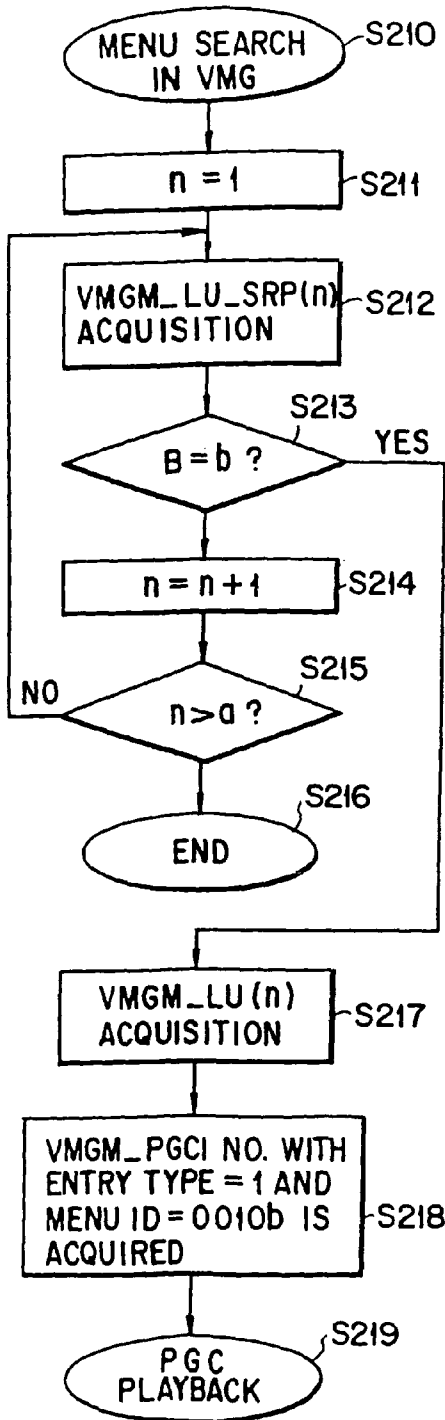 MENU SEARCH
IN VMG
S210
n = 1
S211
VMGM_LU_SRP(n)
ACQUISITION
S212
S213
B = b ?
YES
n = n + 1
S214
S215
NO
n > a ?
S216
END
VMGM_LU(n)
ACQUISITION
S217
VMGM_PGCI NO. WITH
ENTRY TYPE = 1 AND
MENU ID = 0010b IS
ACQUIRED
S218
S219
PGC
PLAYBACK